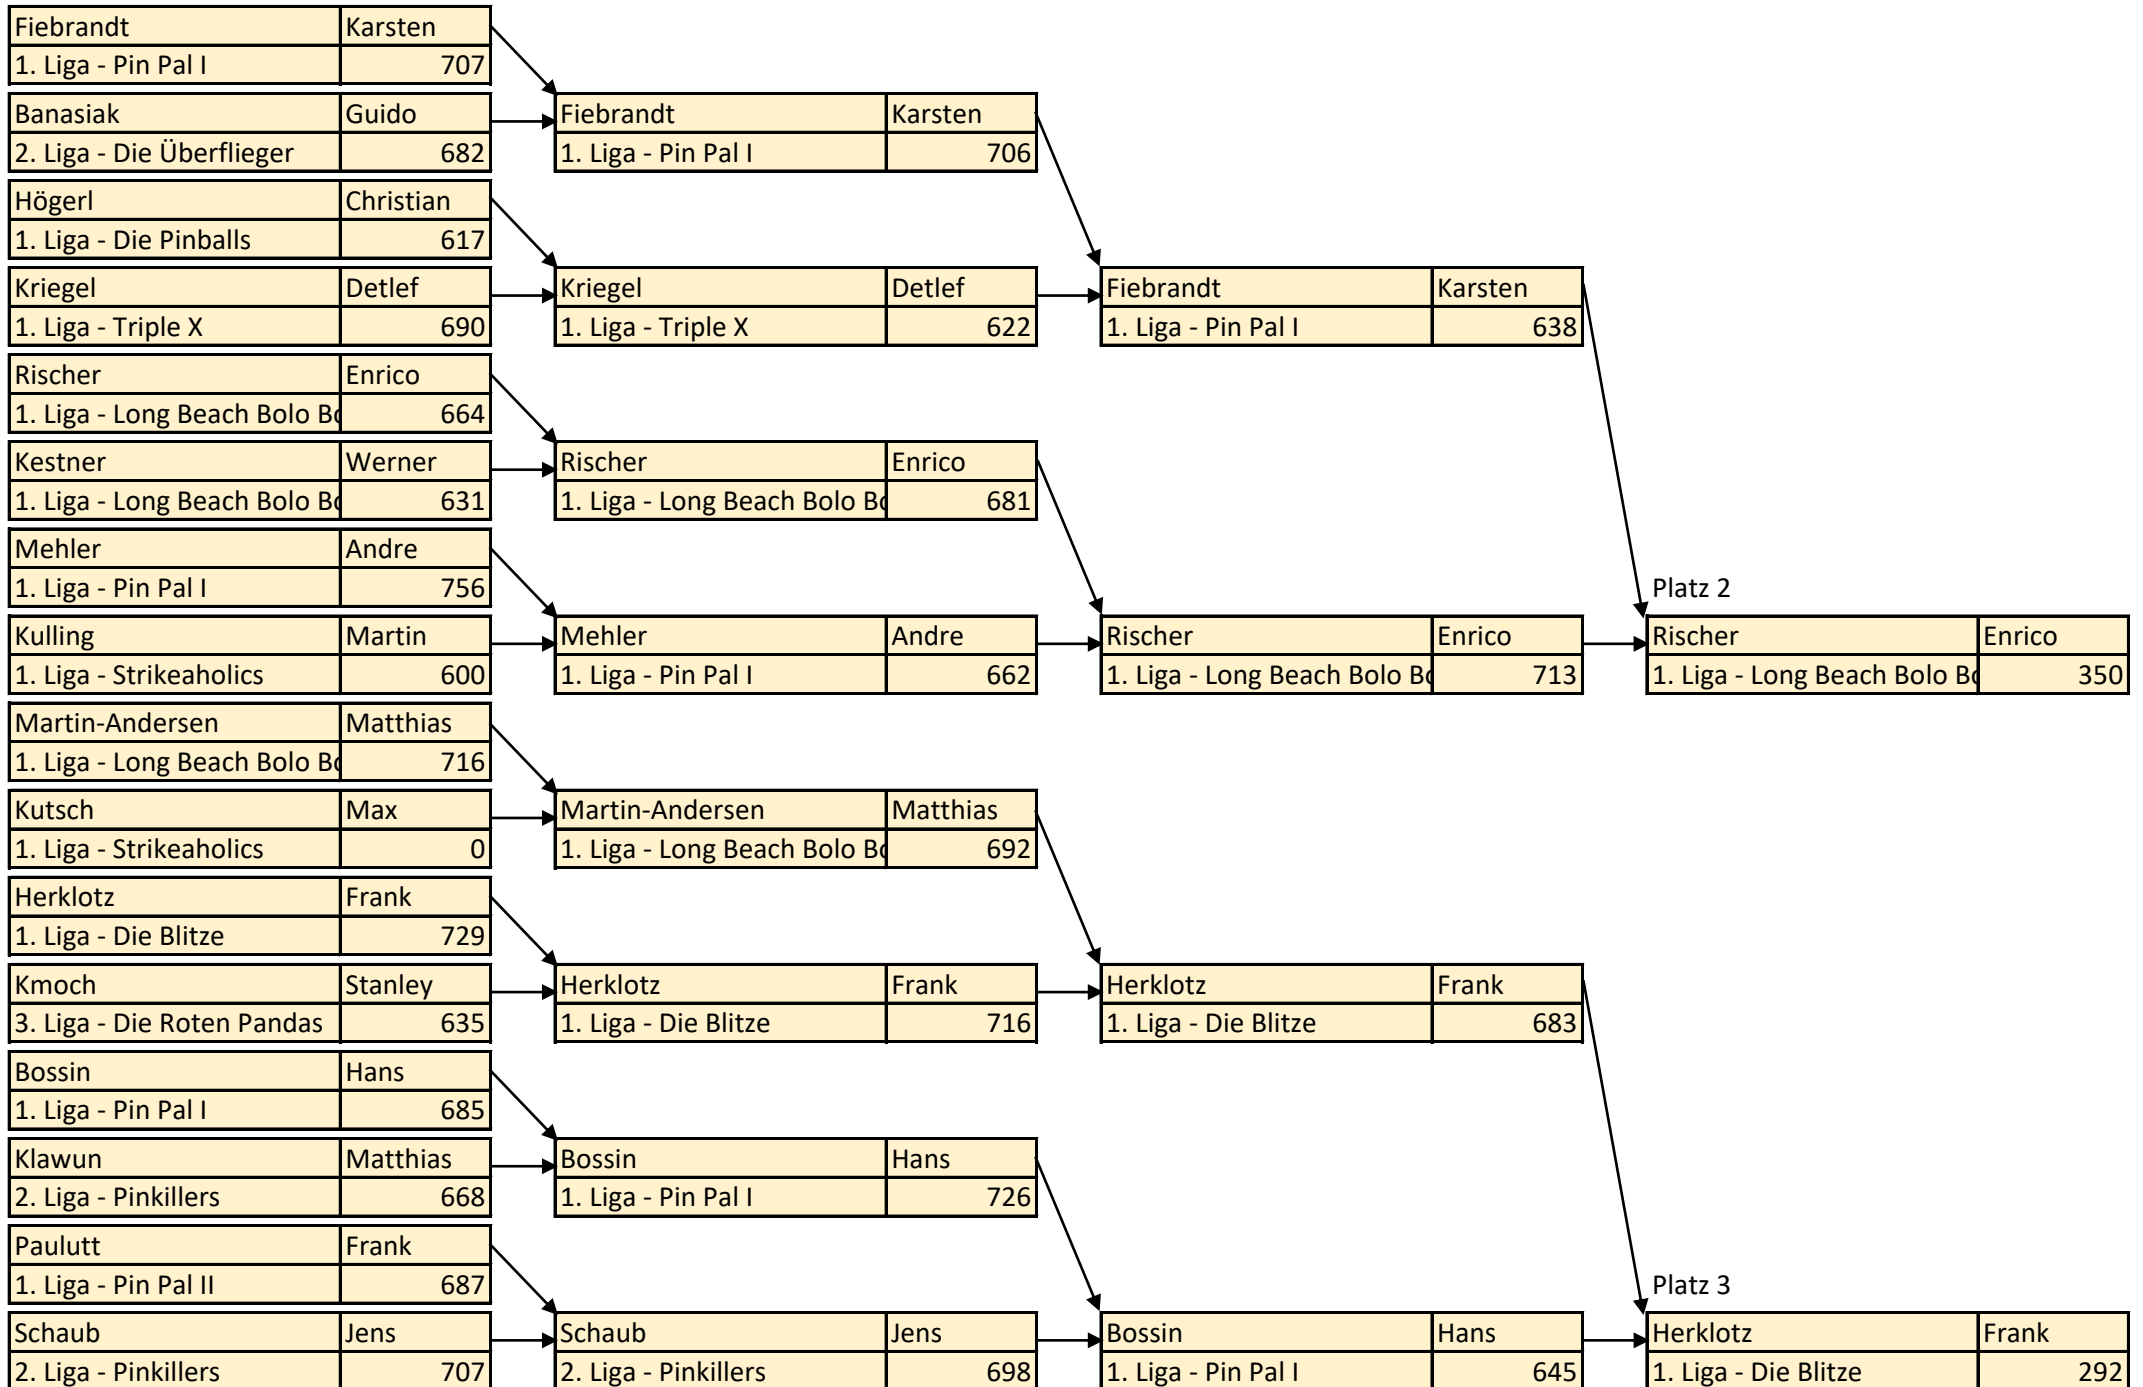 Fiebrandt Karsten
1. Liga - Pin Pal I 707
Banasiak Guido Fiebrandt Karsten
2. Liga - Die Überflieger 682 1. Liga - Pin Pal I 706
Högerl Christian
1. Liga - Die Pinballs 617
Kriegel Detlef Kriegel Detlef Fiebrandt Karsten
1. Liga - Triple X 690 1. Liga - Triple X 622 1. Liga - Pin Pal I 638
Rischer Enrico
1. Liga - Long Beach Bolo Bo 664
Kestner Werner Rischer Enrico
1. Liga - Long Beach Bolo Bo 631 1. Liga - Long Beach Bolo Bo 681
Mehler Andre
1. Liga - Pin Pal I 756 Platz 2
Kulling Martin Mehler Andre Rischer Enrico Rischer Enrico
1. Liga - Strikeaholics 600 1. Liga - Pin Pal I 662 1. Liga - Long Beach Bolo Bo 713 1. Liga - Long Beach Bolo Bo 350
Martin-Andersen Matthias
1. Liga - Long Beach Bolo Bo 716
Kutsch Max Martin-Andersen Matthias
1. Liga - Strikeaholics 0 1. Liga - Long Beach Bolo Bo 692
Herklotz Frank
1. Liga - Die Blitze 729
Kmoch Stanley Herklotz Frank Herklotz Frank
3. Liga - Die Roten Pandas 635 1. Liga - Die Blitze 716 1. Liga - Die Blitze 683
Bossin Hans
1. Liga - Pin Pal I 685
Klawun Matthias Bossin Hans
2. Liga - Pinkillers 668 1. Liga - Pin Pal I 726
Paulutt Frank
1. Liga - Pin Pal II 687 Platz 3
Schaub Jens Schaub Jens Bossin Hans Herklotz Frank
2. Liga - Pinkillers 707 2. Liga - Pinkillers 698 1. Liga - Pin Pal I 645 1. Liga - Die Blitze 292